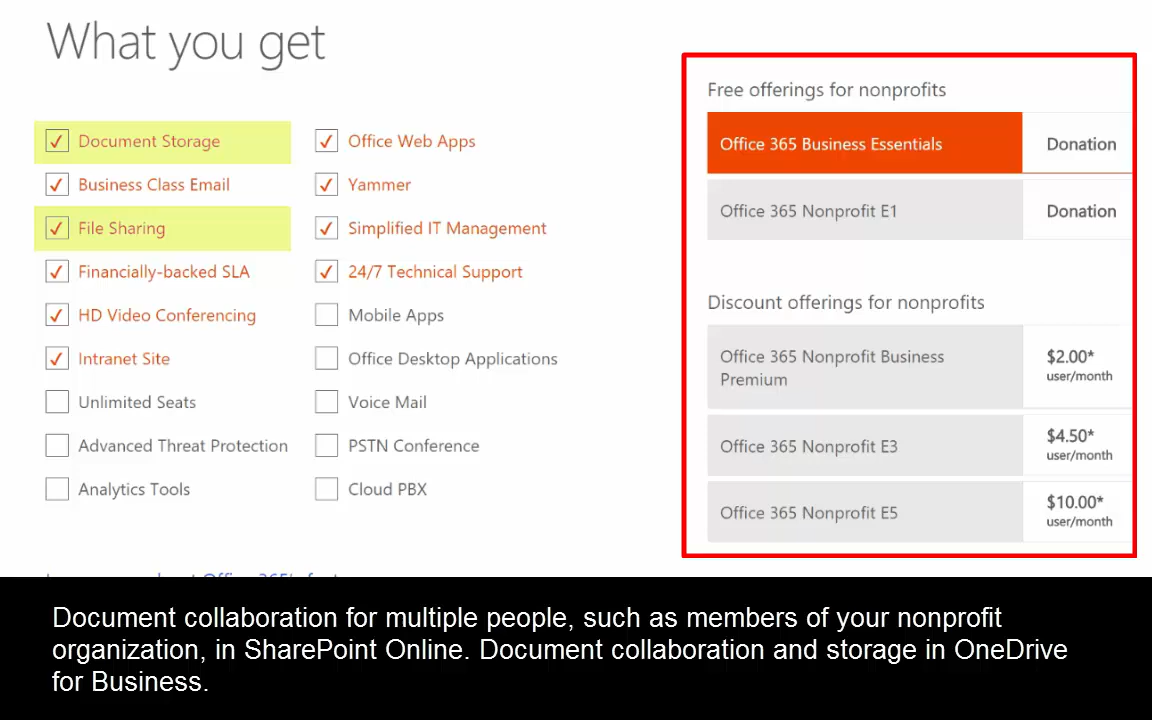 What you get
Document Storage
Business Class Email
File Sharing
Financially-backed SLA
HD Video Conferencing
Intranet Site
Unlimited Seats
Advanced Threat Protection
Analytics Tools
Office Web Apps
Yammer
Simplified IT Management
24/7 Technical Support
Mobile Apps
Office Desktop Applications
Voice Mail
PSTN Conference
Cloud PBX
Free offerings for nonprofits
Office 365 Business Essentials Donation
Office 365 Nonprofit E1 Donation
Discount offerings for nonprofits
Office 365 Nonprofit Business
Premium
$2.00*
user/month
Office 365 Nonprofit E3
$4.50*
user/month
Office 365 Nonprofit E5
$10.00*
user/month
Office 365's
Document collaboration for multiple people, such as members of your nonprofit
organization, in SharePoint Online. Document collaboration and storage in OneDrive
for Business.